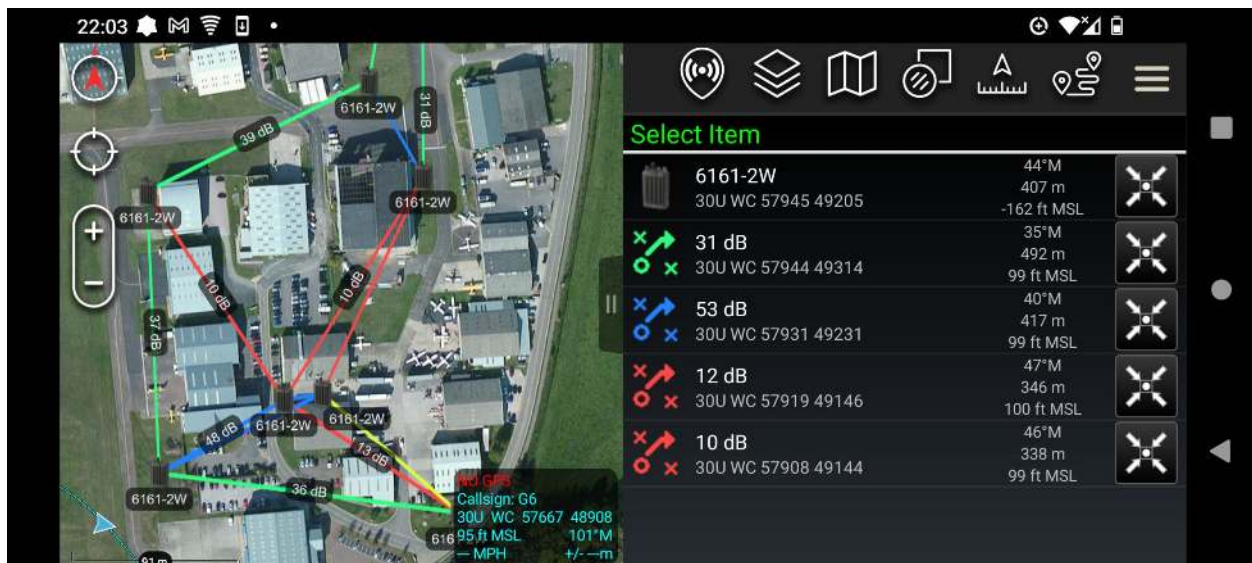 22:03
6161-2W
31 dB
39 dB
6161-2W
6161-2W
10 dB
10 dB
37 dB
48 dB
6161-2W
6161-2W
13 dB
6161-2W
36 dB
NO GPS
Callsign: G6
30U WC 57667 48908
616
95 ft MSL 101°M
--- MPH +/- ---m
91 m
Select Item
6161-2W
30U WC 57945 49205
44°M
407 m
-162 ft MSL
31 dB
30U WC 57944 49314
35°M
492 m
99 ft MSL
53 dB
30U WC 57931 49231
40°M
417 m
99 ft MSL
12 dB
30U WC 57919 49146
47°M
346 m
100 ft MSL
10 dB
30U WC 57908 49144
46°M
338 m
99 ft MSL